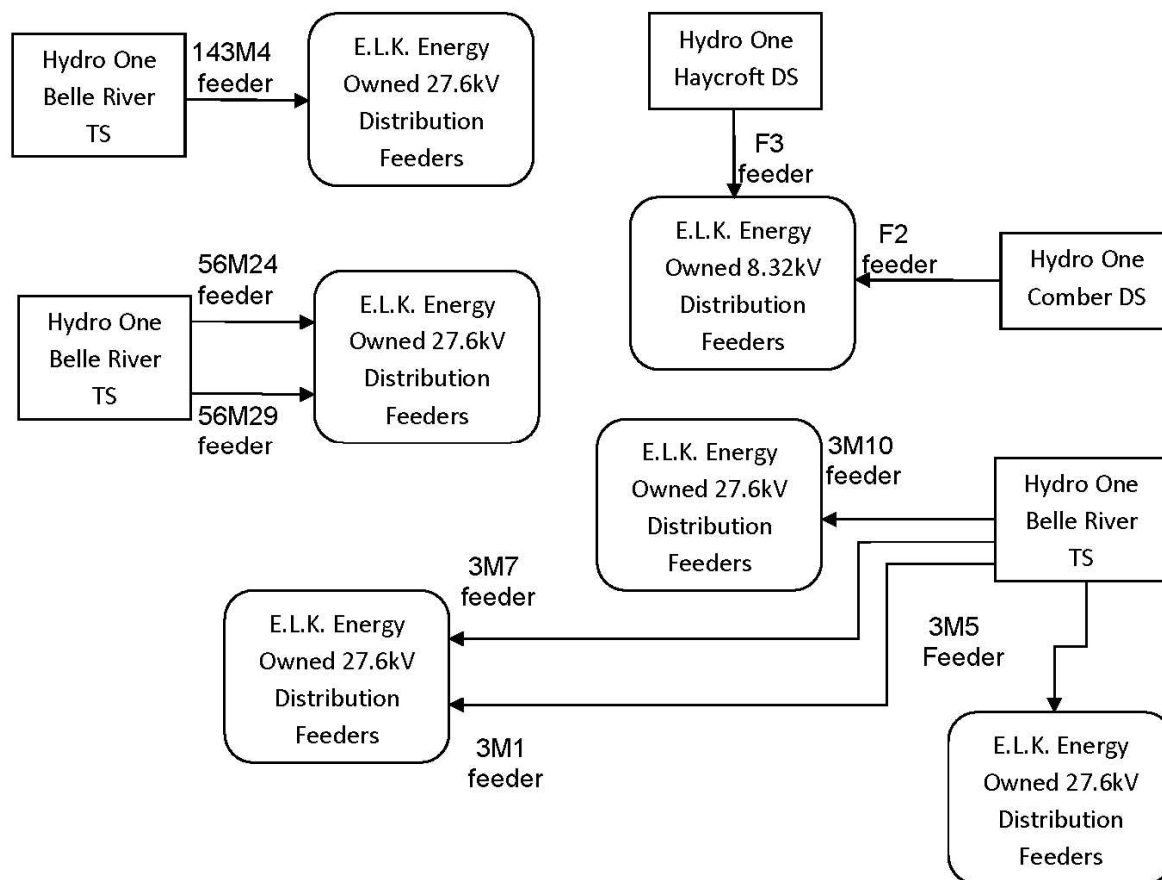 Hydro One
Belle River
TS
143M4
feeder
E.L.K. Energy
Owned 27.6kV
Distribution
Feeders
Hydro One
Haycroft DS
F3
feeder
E.L.K. Energy
Owned 8.32kV
Distribution
Feeders
F2
feeder
Hydro One
Comber DS
Hydro One
Belle River
TS
56M24
feeder
56M29
feeder
E.L.K. Energy
Owned 27.6kV
Distribution
Feeders
E.L.K. Energy
Owned 27.6kV
Distribution
Feeders
3M10
feeder
Hydro One
Belle River
TS
3M7
feeder
E.L.K. Energy
Owned 27.6kV
Distribution
Feeders
3M1
feeder
3M5
Feeder
E.L.K. Energy
Owned 27.6kV
Distribution
Feeders